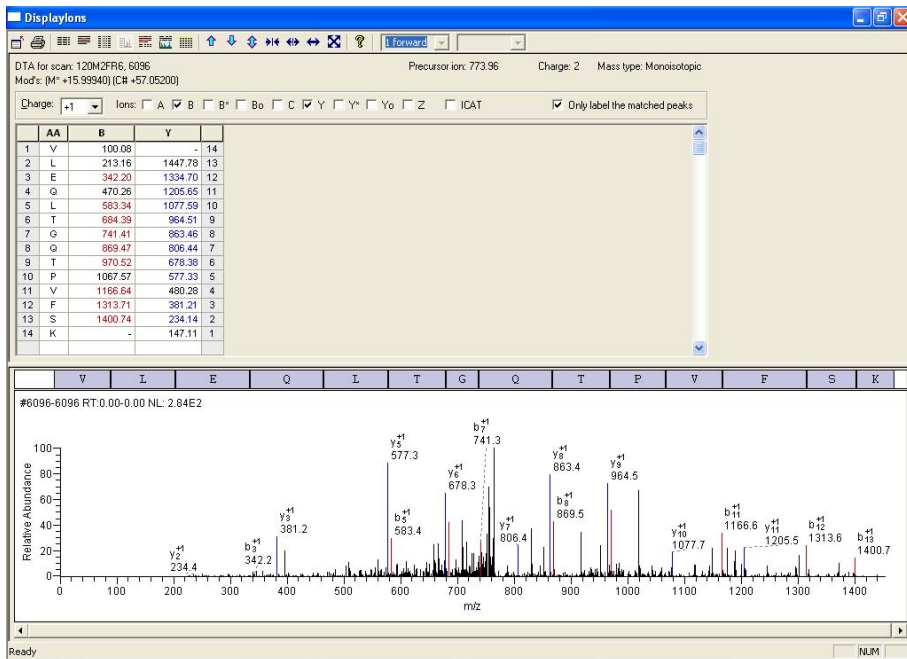 DisplayIons
1 forward
DTA for scan: 120M2FR6, 6096 Precursor ion: 773.96 Charge: 2 Mass type: Monoisotopic
Mod's: (M* +15.99940) (C# +57.05200)
Charge: +1 Ions: A B B* Bo C Y Y* Yo Z ICAT Only label the matched peaks
AA B Y
1 V 100.08 - 14
2 L 213.16 1447.78 13
3 E 342.20 1334.70 12
4 Q 470.26 1205.65 11
5 L 583.34 1077.59 10
6 T 684.39 964.51 9
7 G 741.41 863.46 8
8 Q 869.47 806.44 7
9 T 970.52 678.38 6
10 P 1067.57 577.33 5
11 V 1166.64 480.28 4
12 F 1313.71 381.21 3
13 S 1400.74 234.14 2
14 K - 147.11 1
V L E Q L T G Q T P V F S K
#6096-6096 RT:0.00-0.00 NL: 2.84E2
b7+1
741.3
y5+1
577.3
y8+1
863.4
y9+1
964.5
y6+1
678.3
y3+1
381.2
b5+1
583.4
b8+1
869.5
y7+1
806.4
b11+1
1166.6
y10+1
1077.7
y11+1
1205.5
b12+1
1313.6
b13+1
1400.7
b3+1
342.2
y2+1
234.4
Relative Abundance
100
80
60
40
20
0
0 100 200 300 400 500 600 700 800 900 1000 1100 1200 1300 1400
m/z
Ready NUM